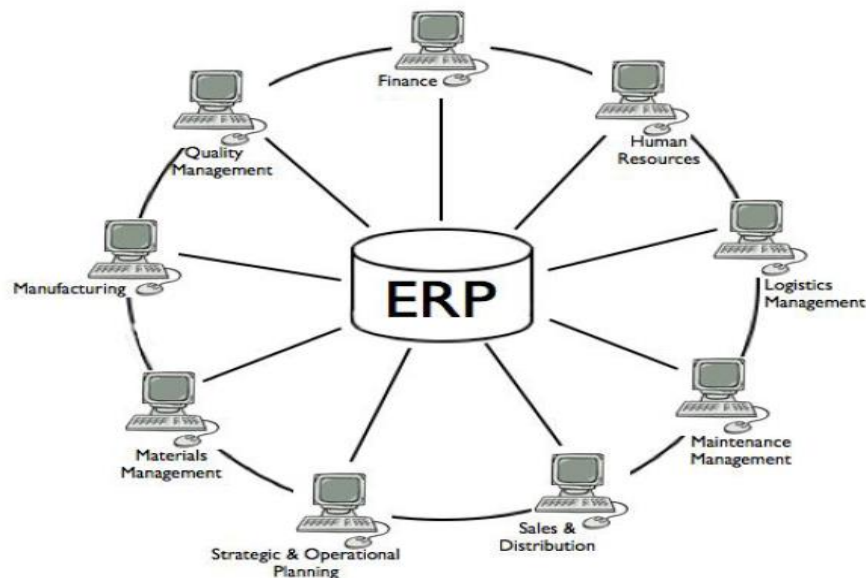 Finance
Human
Resources
Quality
Management
Logistics
Management
Manufacturing
ERP
Maintenance
Management
Materials
Management
Sales &
Distribution
Strategic & Operational
Planning